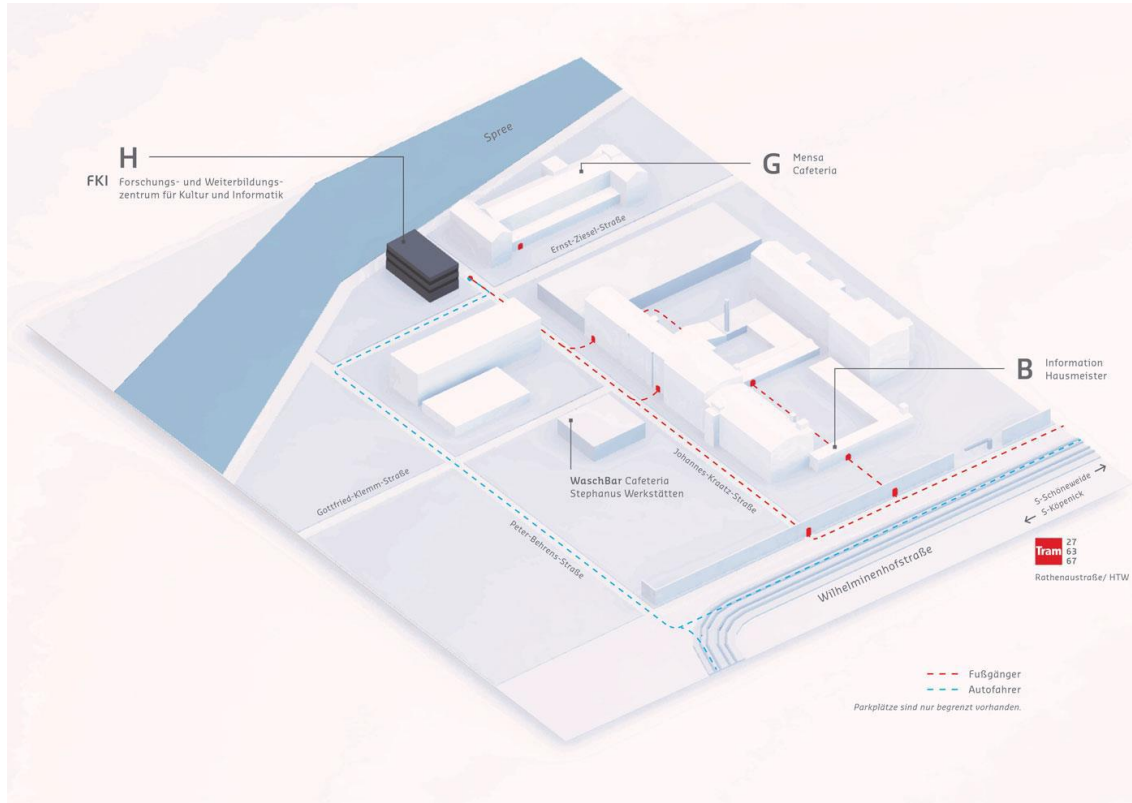 Spree
H
FKI Forschungs- und Weiterbildungs-
zentrum für Kultur und Informatik
G
Mensa
Cafeteria
Ernst-Ziesel-Straße
B
Information
Hausmeister
WaschBar Cafeteria
Stephanus Werkstätten
Johannes-Kraatz-Straße
Gottfried-Klemm-Straße
Peter-Behrens-Straße
Wilhelminenhofstraße
S-Schöneweide
S-Köpenick
Tram
27
63
67
Rathenaustraße/ HTW
Fußgänger
Autofahrer
Parkplätze sind nur begrenzt vorhanden.